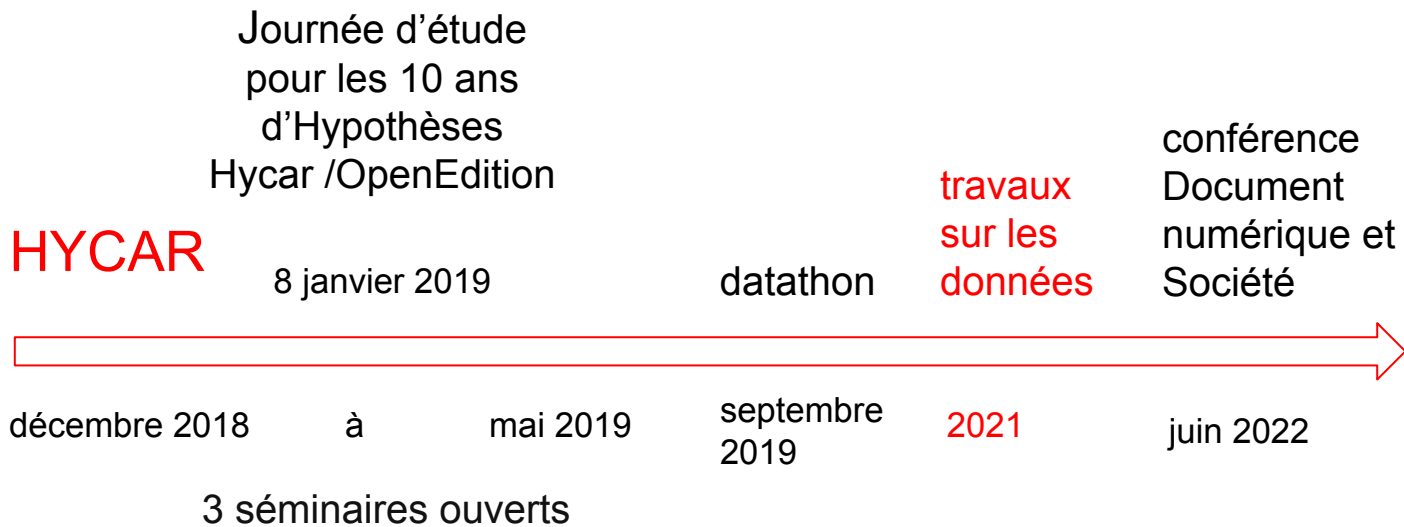 Journée d’étude
pour les 10 ans
d’Hypothèses
Hycar /OpenEdition
HYCAR
8 janvier 2019
datathon
travaux
sur les
données
conférence
Document
numérique et
Société
décembre 2018 à mai 2019
septembre
2019
2021
juin 2022
3 séminaires ouverts